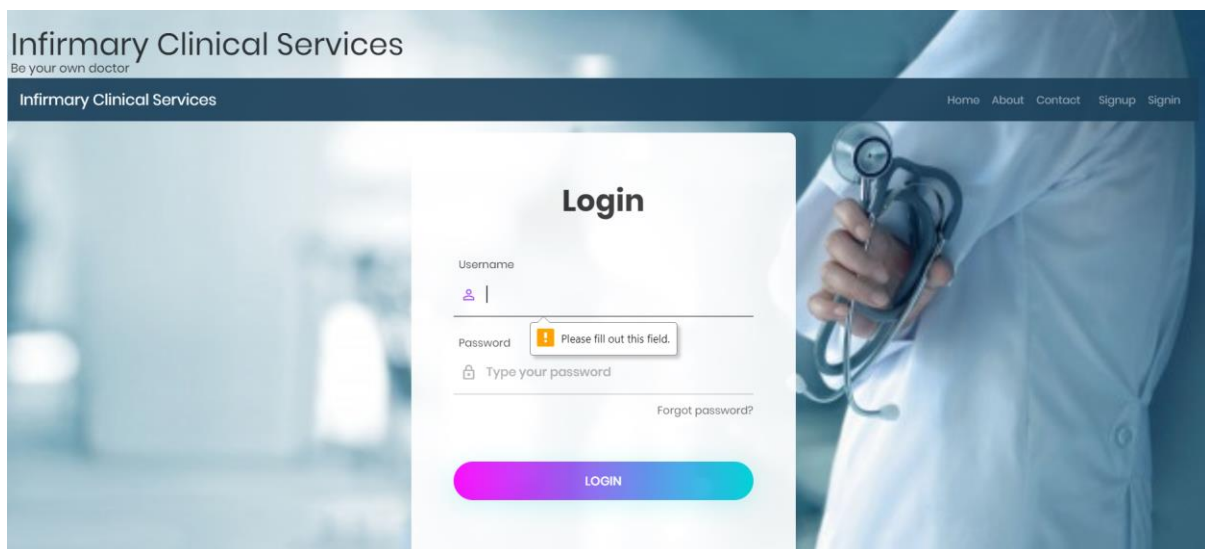 Infirmary Clinical Services
Be your own doctor
Infirmary Clinical Services Home About Contact Signup Signin
Login
Username
Please fill out this field.
Password
Type your password
Forgot password?
LOGIN